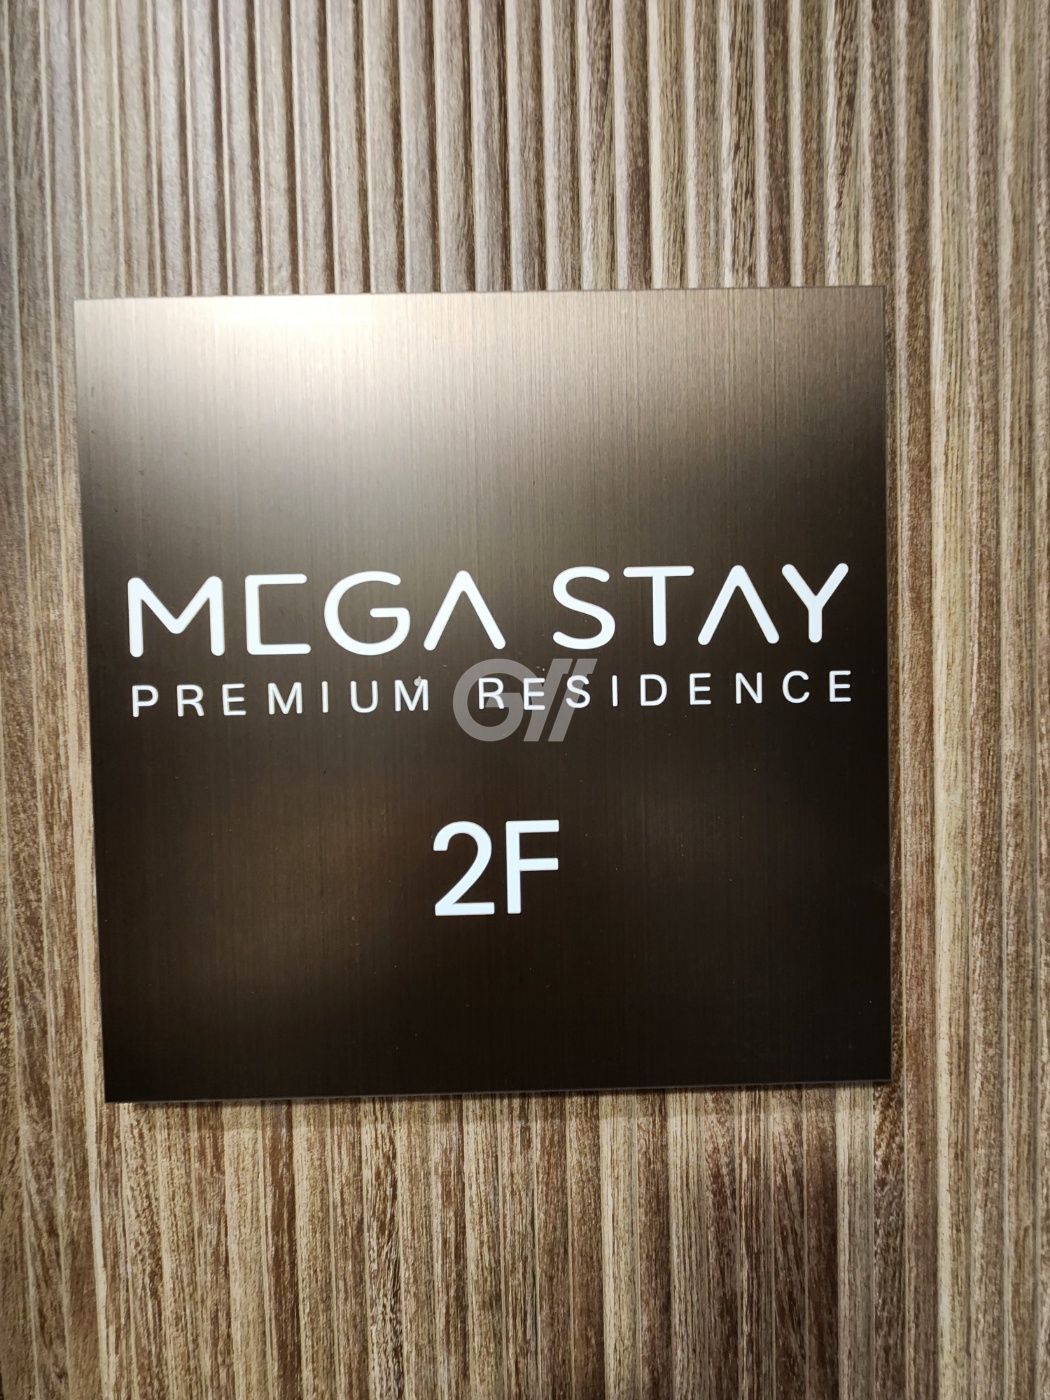 MEGA STAY
PREMIUM RESIDENCE
2F